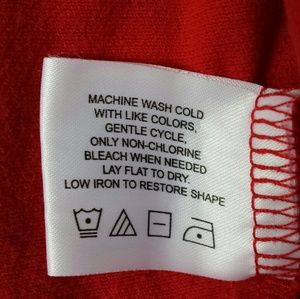 MACHINE WASH COLD
WITH LIKE COLORS,
GENTLE CYCLE,
ONLY NON-CHLORINE
BLEACH WHEN NEEDED
LAY FLAT TO DRY.
LOW IRON TO RESTORE SHAPE